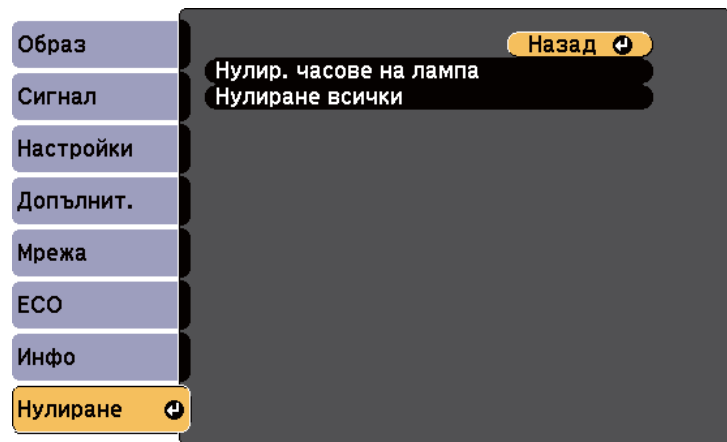 Образ
Сигнал
Настройки
Допълнит.
Мрежа
ECO
Инфо
Нулиране
Назад
Нулир. часове на лампа
Нулиране всички